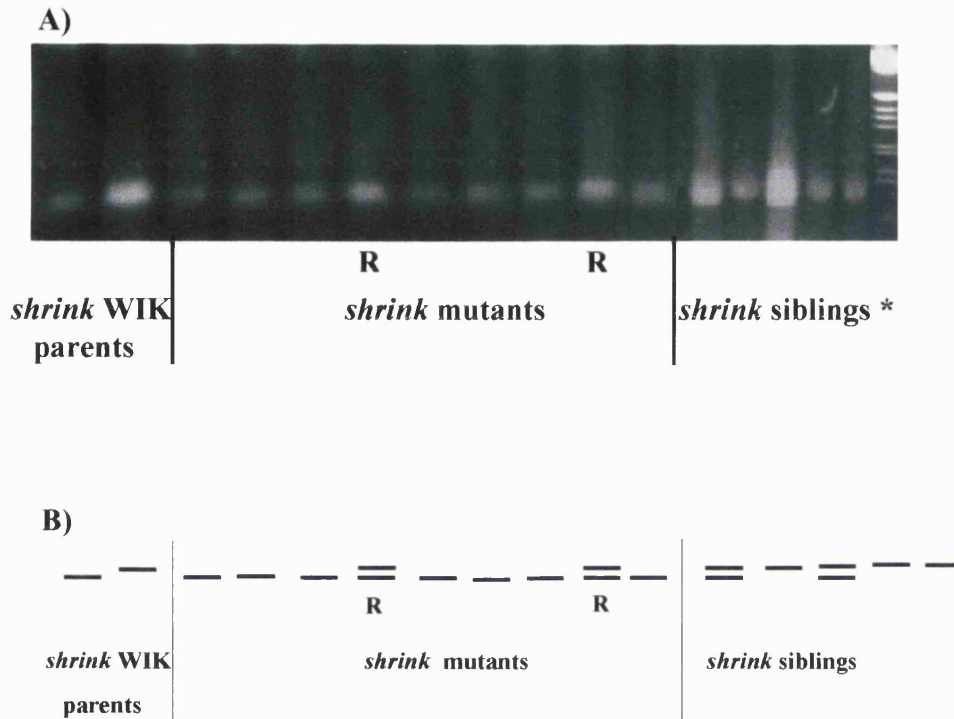 A)
R R
shrink WIK parents
shrink mutants
shrink siblings *
B)
R R
shrink WIK parents
shrink mutants
shrink siblings